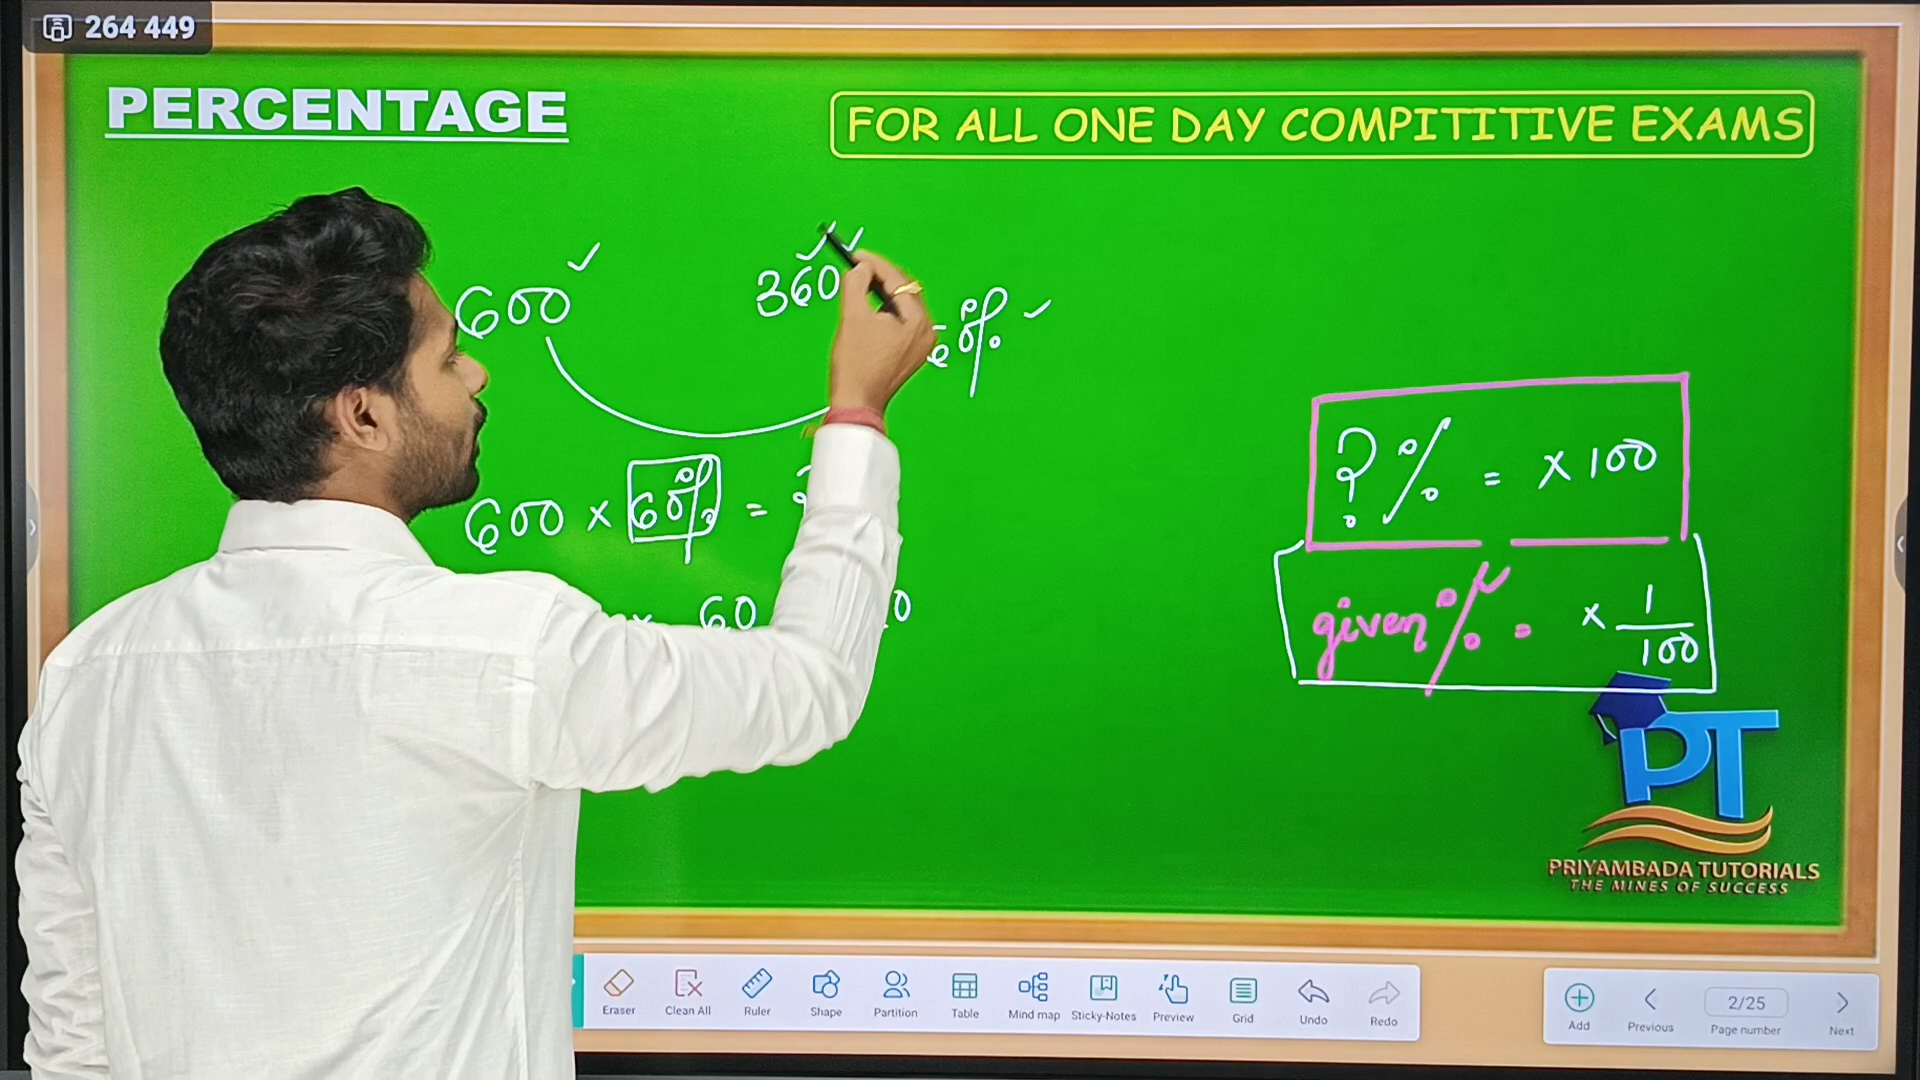 264 449
PERCENTAGE
FOR ALL ONE DAY COMPITITIVE EXAMS
600 ✓
360 ✓✓
60% ✓
600 × 60% =
× 60
? % = × 100
given % = × 1/100
PT
PRIYAMBADA TUTORIALS
THE MINES OF SUCCESS
Eraser Clean All Ruler Shape Partition Table Mind map Sticky-Notes Preview Grid Undo Redo
Add Previous 2/25 Page number Next